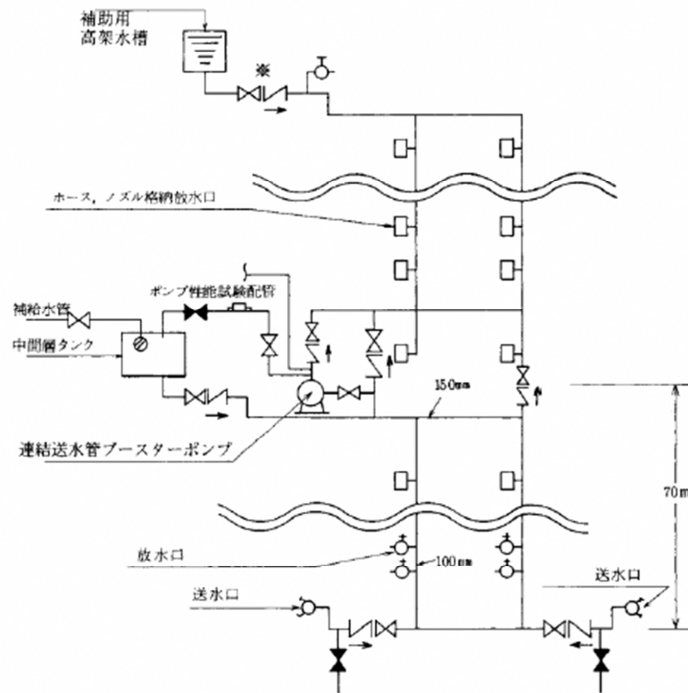 補助用
高架水槽
※
ホース，ノズル格納放水口
ポンプ性能試験配管
補給水管
中間層タンク
150mm
連結送水管ブースターポンプ
70m
放水口
100mm
送水口
送水口